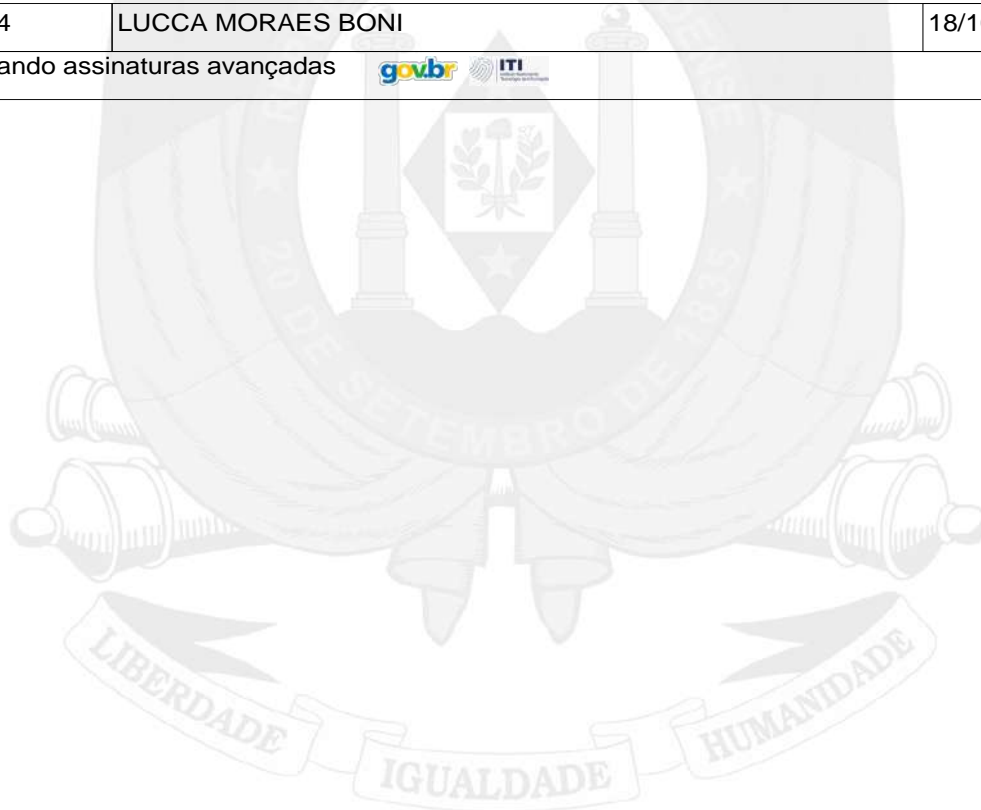 4 LUCCA MORAES BONI 18/1
ando assinaturas avançadas gov.br ITI
20 DE SETEMBRO DE 1835
LIBERDADE IGUALDADE HUMANIDADE